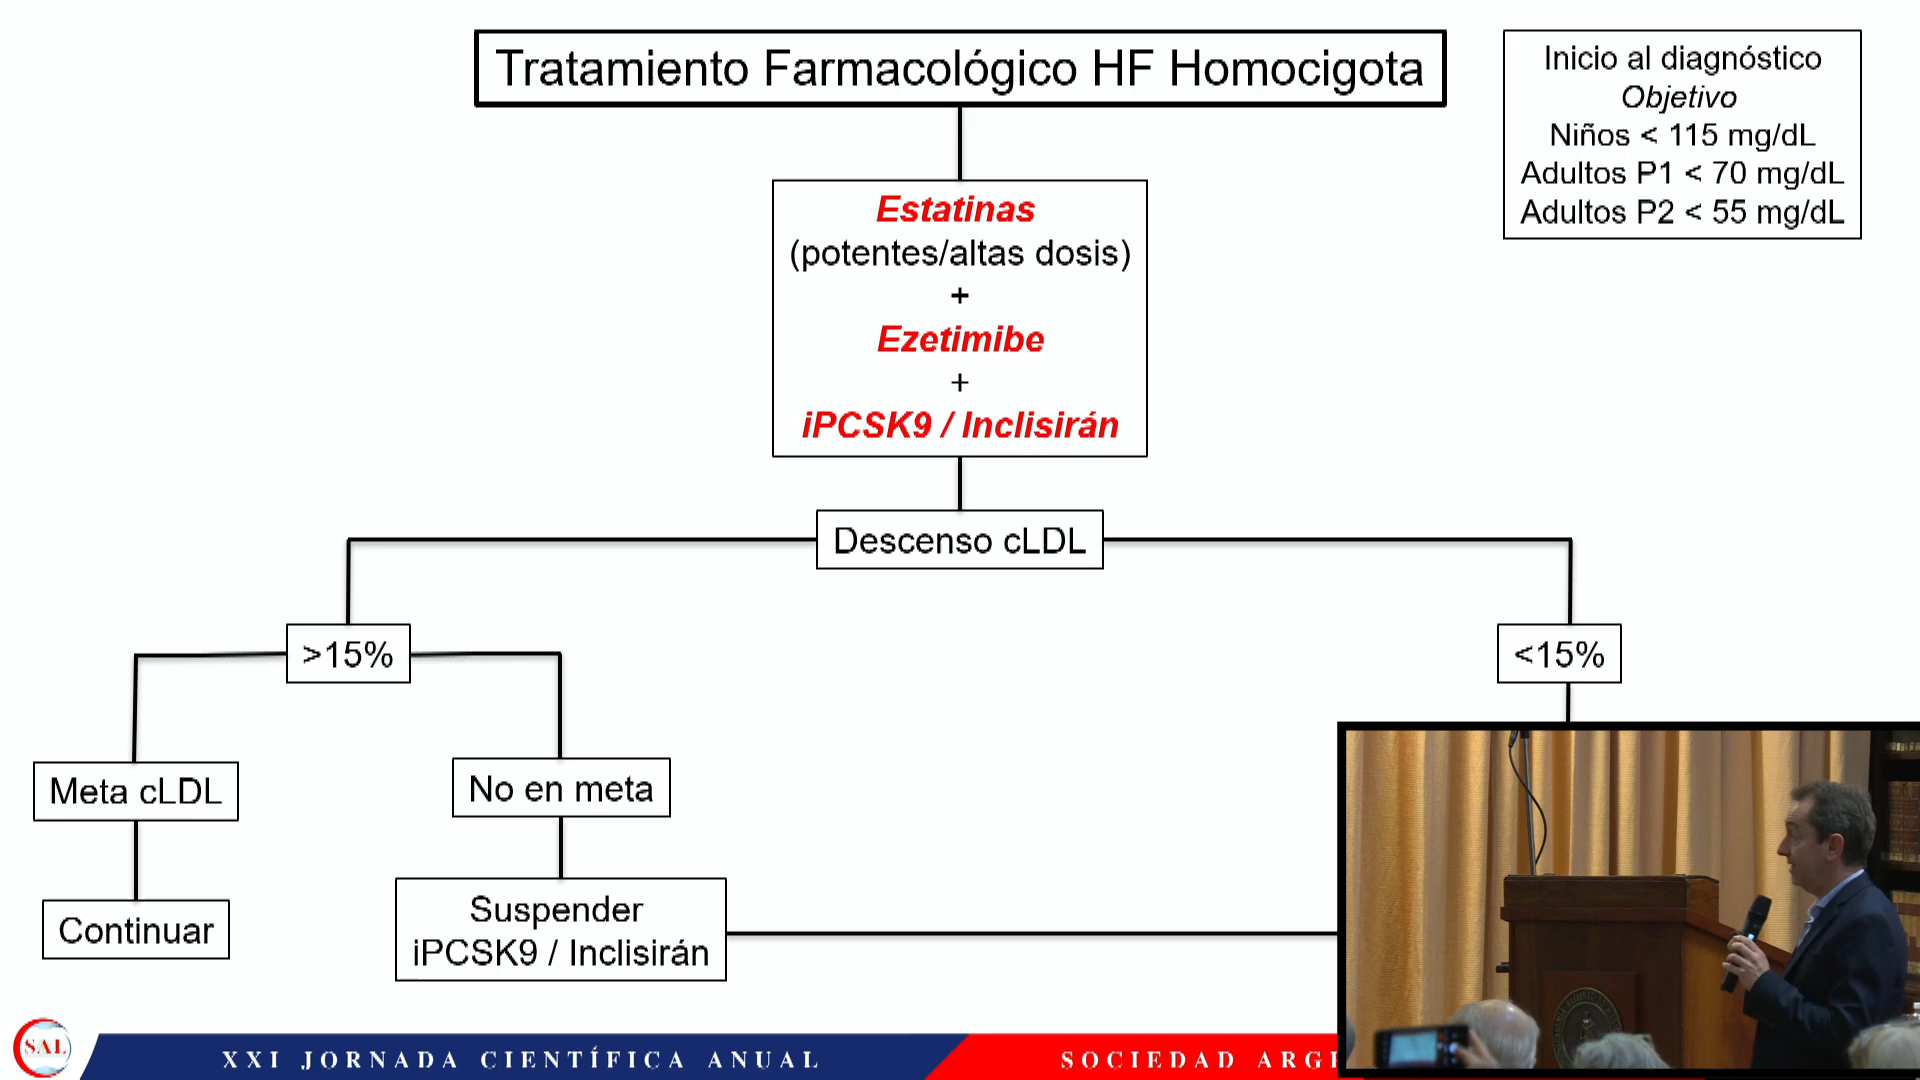 Tratamiento Farmacológico HF Homocigota
Inicio al diagnóstico
Objetivo
Niños < 115 mg/dL
Adultos P1 < 70 mg/dL
Adultos P2 < 55 mg/dL
Estatinas
(potentes/altas dosis)
+
Ezetimibe
+
iPCSK9 / Inclisirán
Descenso cLDL
>15%
<15%
Meta cLDL
No en meta
Continuar
Suspender
iPCSK9 / Inclisirán
SAL
XXI JORNADA CIENTÍFICA ANUAL
SOCIEDAD